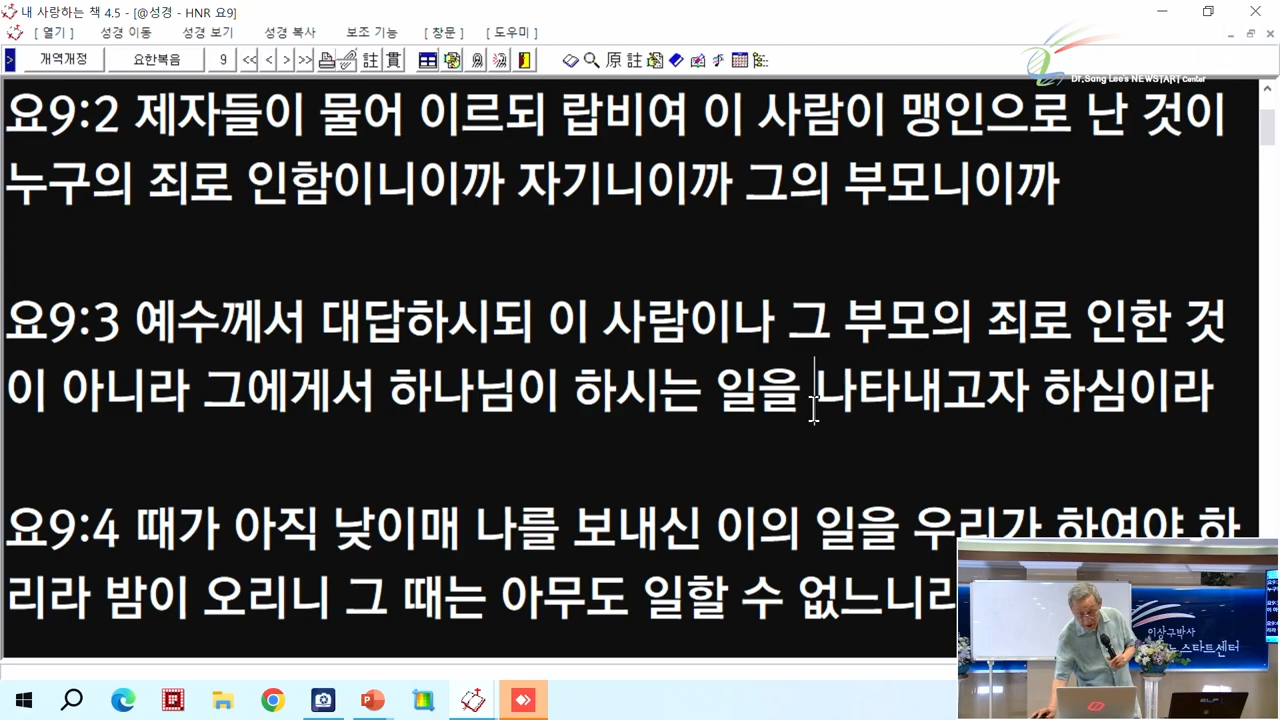 내 사랑하는 책 4.5 - [@성경 - HNR 요9]
[ 열기 ] 성경 이동 성경 보기 성경 복사 보조 기능 [ 창문 ] [ 도우미 ]
개역개정 요한복음 9 << < > >> 註 貫 原 註
Dr.Sang Lee's NEWSTART Center
요9:2 제자들이 물어 이르되 랍비여 이 사람이 맹인으로 난 것이
누구의 죄로 인함이니이까 자기니이까 그의 부모니이까
요9:3 예수께서 대답하시되 이 사람이나 그 부모의 죄로 인한 것
이 아니라 그에게서 하나님이 하시는 일을 나타내고자 하심이라
요9:4 때가 아직 낮이매 나를 보내신 이의 일을 우리가 하여야 하
리라 밤이 오리니 그 때는 아무도 일할 수 없느니라
이상구박사
스타트센터